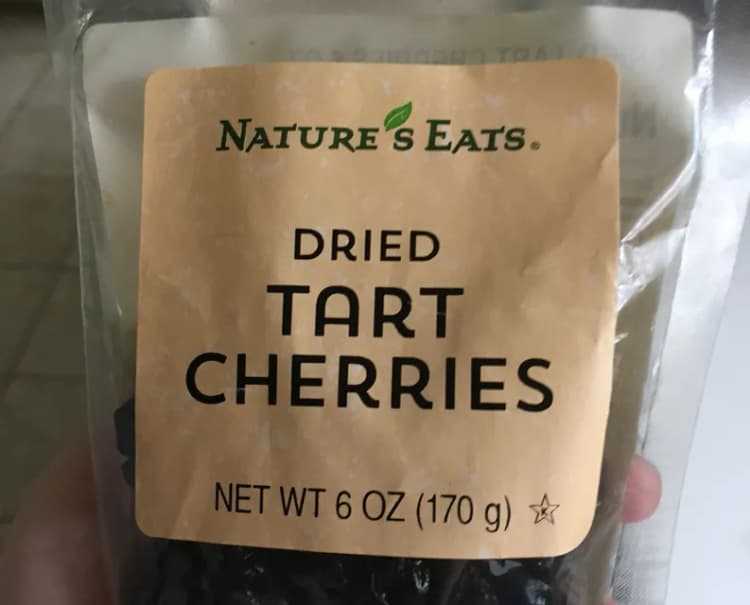 NATURE'S EATS.
DRIED
TART
CHERRIES
NET WT 6 OZ (170 g) K